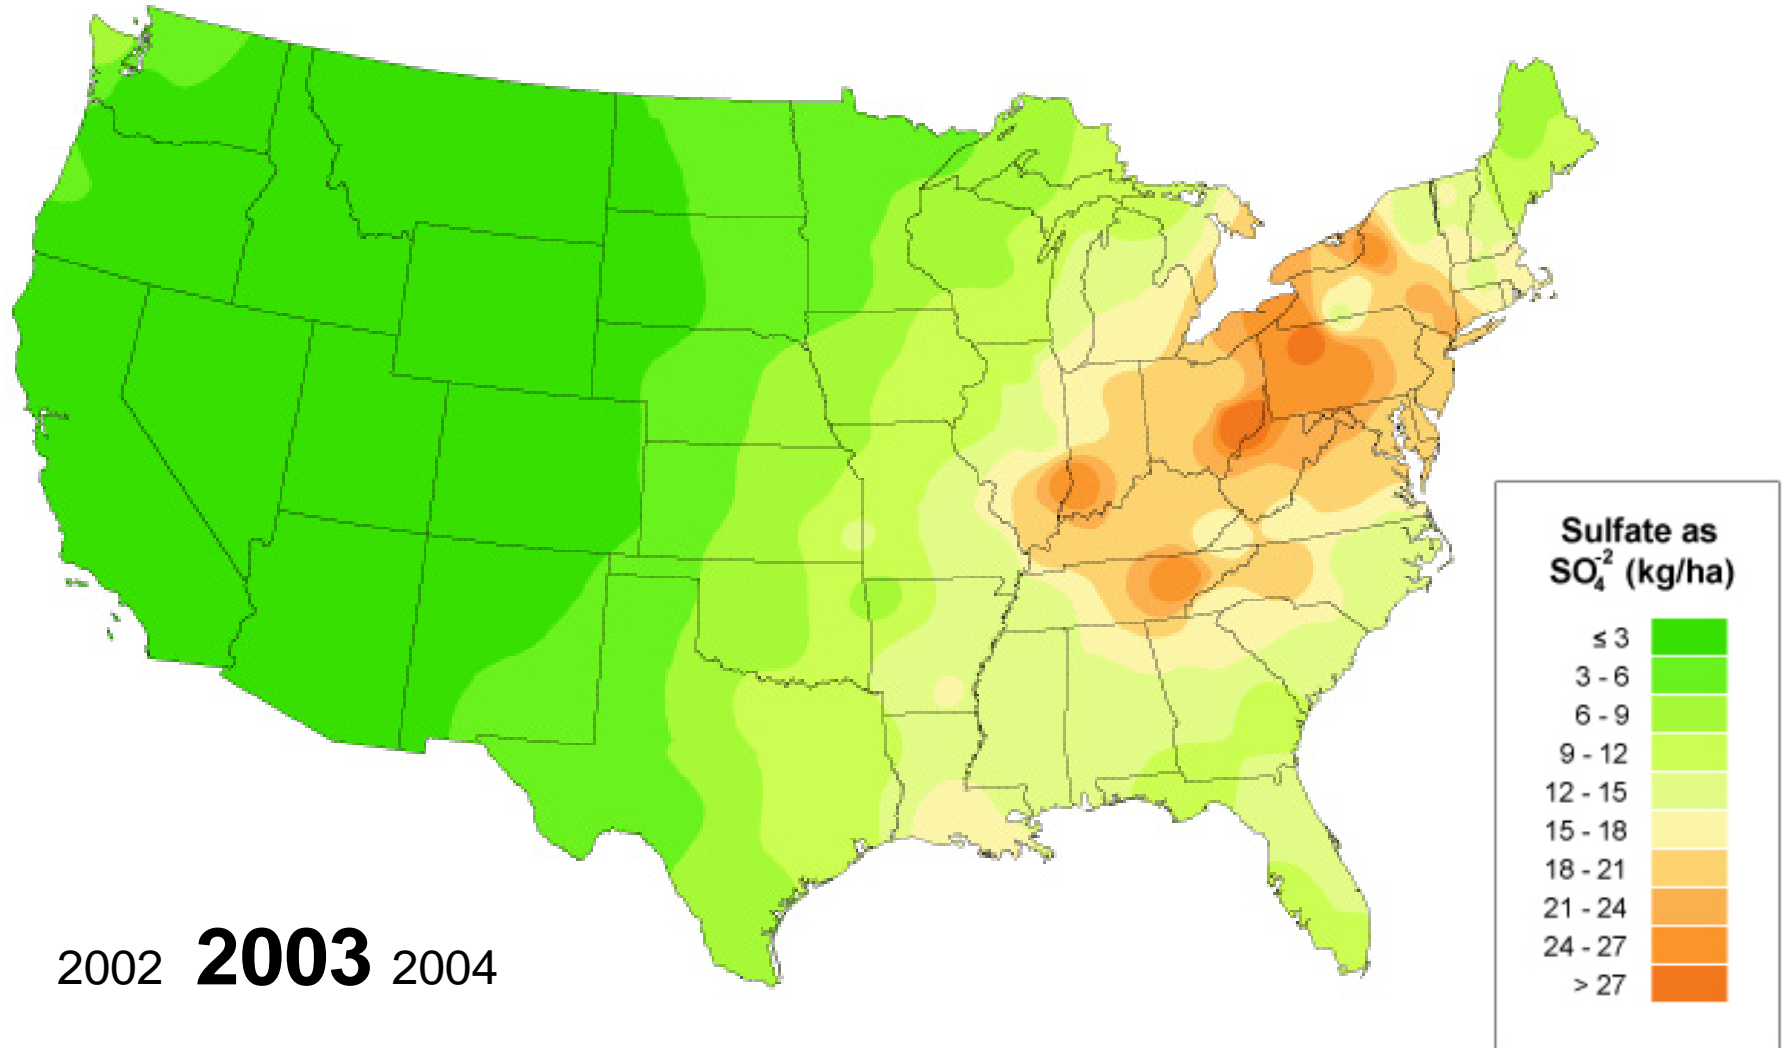 Sulfate as
SO₄⁻² (kg/ha)
≤ 3
3 - 6
6 - 9
9 - 12
12 - 15
15 - 18
18 - 21
21 - 24
24 - 27
> 27
2002 2003 2004